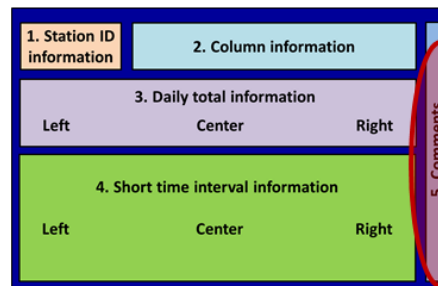 1. Station ID
information
2. Column information
3. Daily total information
Left Center Right
4. Short time interval information
Left Center Right
5. Comments